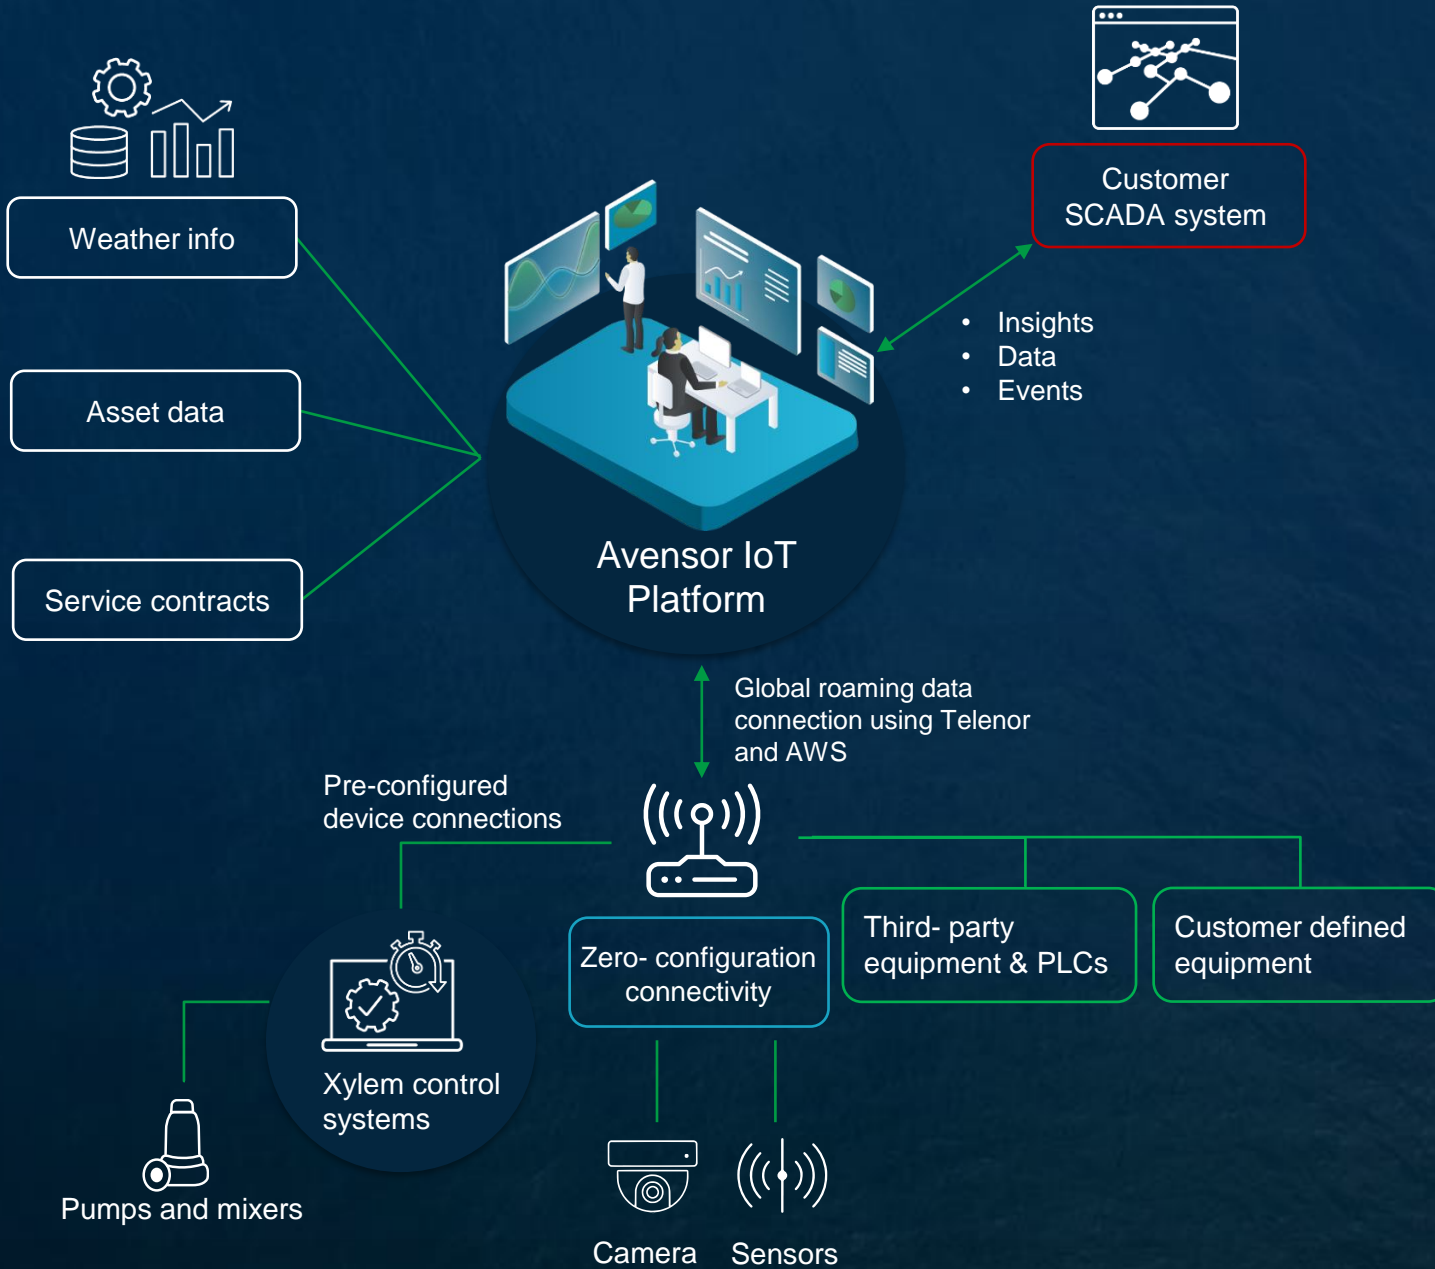 Customer
SCADA system
Weather info
• Insights
• Data
• Events
Asset data
Avensor IoT
Platform
Service contracts
Global roaming data
connection using Telenor
and AWS
Pre-configured
device connections
Third- party
equipment & PLCs
Customer defined
equipment
Zero- configuration
connectivity
Xylem control
systems
Pumps and mixers
Camera
Sensors